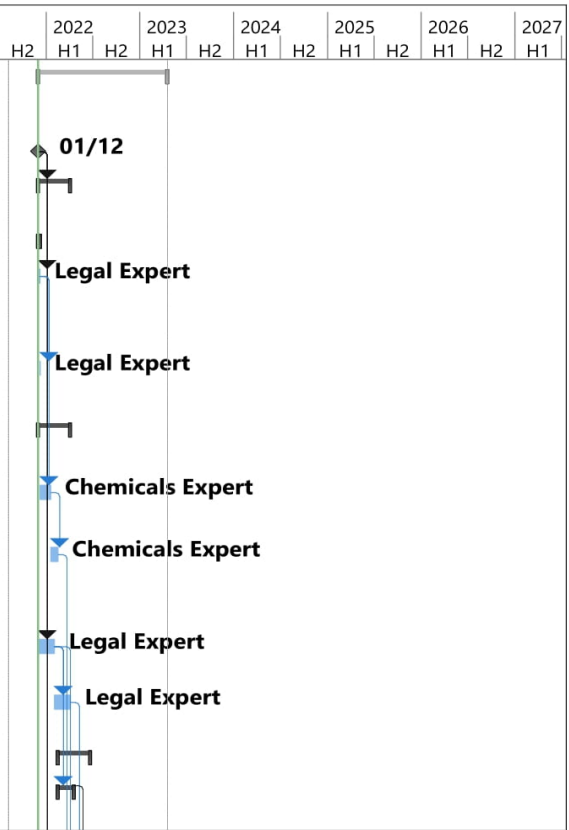 2022 2023 2024 2025 2026 2027
H2 H1 H2 H1 H2 H1 H2 H1 H2 H1 H2 H1
01/12
Legal Expert
Legal Expert
Chemicals Expert
Chemicals Expert
Legal Expert
Legal Expert